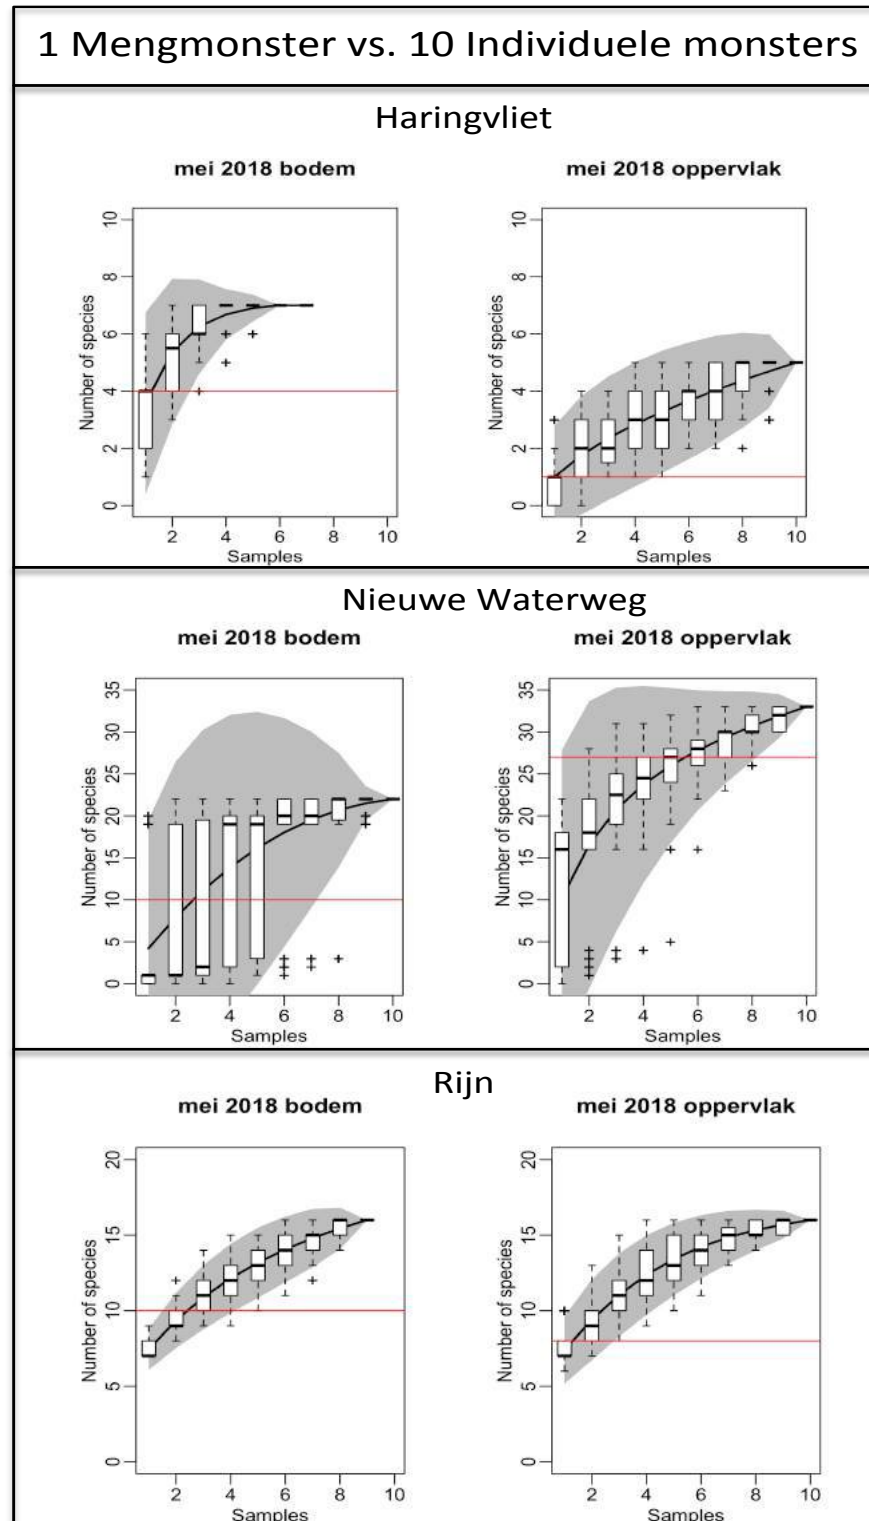 1 Mengmonster vs. 10 Individuele monsters
Haringvliet
mei 2018 bodem
Number of species
0
2
4
6
8
10
2 4 6 8 10
Samples
mei 2018 oppervlak
Number of species
0
2
4
6
8
10
2 4 6 8 10
Samples
Nieuwe Waterweg
mei 2018 bodem
Number of species
0
5
10
15
20
25
30
35
2 4 6 8 10
Samples
mei 2018 oppervlak
Number of species
0
5
10
15
20
25
30
35
2 4 6 8 10
Samples
Rijn
mei 2018 bodem
Number of species
0
5
10
15
20
2 4 6 8 10
Samples
mei 2018 oppervlak
Number of species
0
5
10
15
20
2 4 6 8 10
Samples